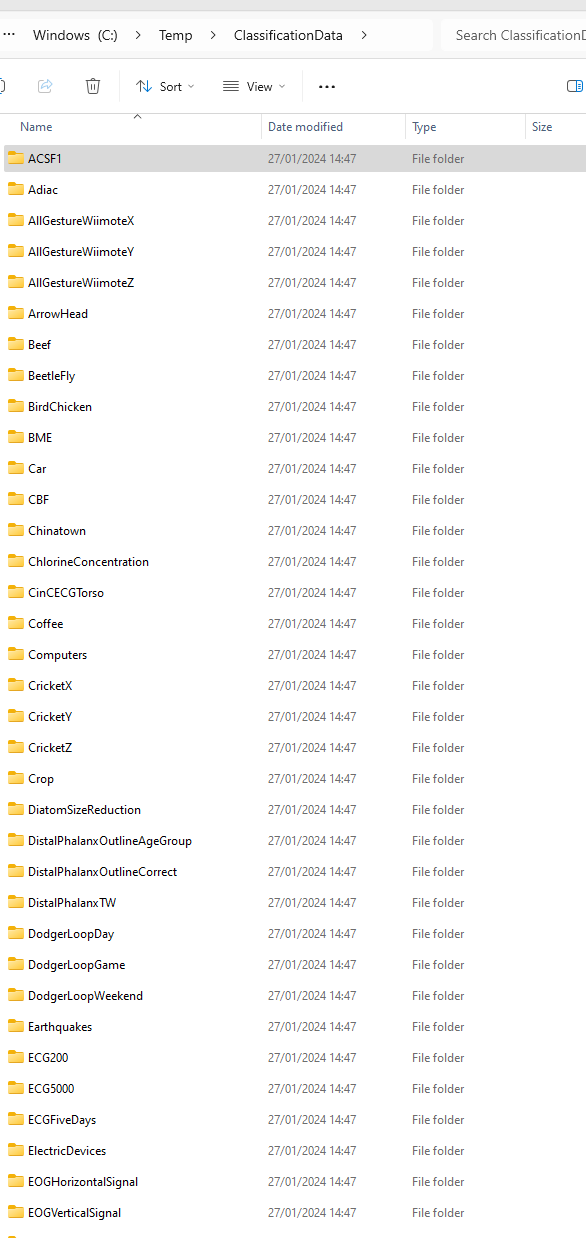 ... Windows (C:) > Temp > ClassificationData > Search Classification
Sort View ...
Name Date modified Type Size
ACSF1 27/01/2024 14:47 File folder
Adiac 27/01/2024 14:47 File folder
AllGestureWiimoteX 27/01/2024 14:47 File folder
AllGestureWiimoteY 27/01/2024 14:47 File folder
AllGestureWiimoteZ 27/01/2024 14:47 File folder
ArrowHead 27/01/2024 14:47 File folder
Beef 27/01/2024 14:47 File folder
BeetleFly 27/01/2024 14:47 File folder
BirdChicken 27/01/2024 14:47 File folder
BME 27/01/2024 14:47 File folder
Car 27/01/2024 14:47 File folder
CBF 27/01/2024 14:47 File folder
Chinatown 27/01/2024 14:47 File folder
ChlorineConcentration 27/01/2024 14:47 File folder
CinCECGTorso 27/01/2024 14:47 File folder
Coffee 27/01/2024 14:47 File folder
Computers 27/01/2024 14:47 File folder
CricketX 27/01/2024 14:47 File folder
CricketY 27/01/2024 14:47 File folder
CricketZ 27/01/2024 14:47 File folder
Crop 27/01/2024 14:47 File folder
DiatomSizeReduction 27/01/2024 14:47 File folder
DistalPhalanxOutlineAgeGroup 27/01/2024 14:47 File folder
DistalPhalanxOutlineCorrect 27/01/2024 14:47 File folder
DistalPhalanxTW 27/01/2024 14:47 File folder
DodgerLoopDay 27/01/2024 14:47 File folder
DodgerLoopGame 27/01/2024 14:47 File folder
DodgerLoopWeekend 27/01/2024 14:47 File folder
Earthquakes 27/01/2024 14:47 File folder
ECG200 27/01/2024 14:47 File folder
ECG5000 27/01/2024 14:47 File folder
ECGFiveDays 27/01/2024 14:47 File folder
ElectricDevices 27/01/2024 14:47 File folder
EOGHorizontalSignal 27/01/2024 14:47 File folder
EOGVerticalSignal 27/01/2024 14:47 File folder